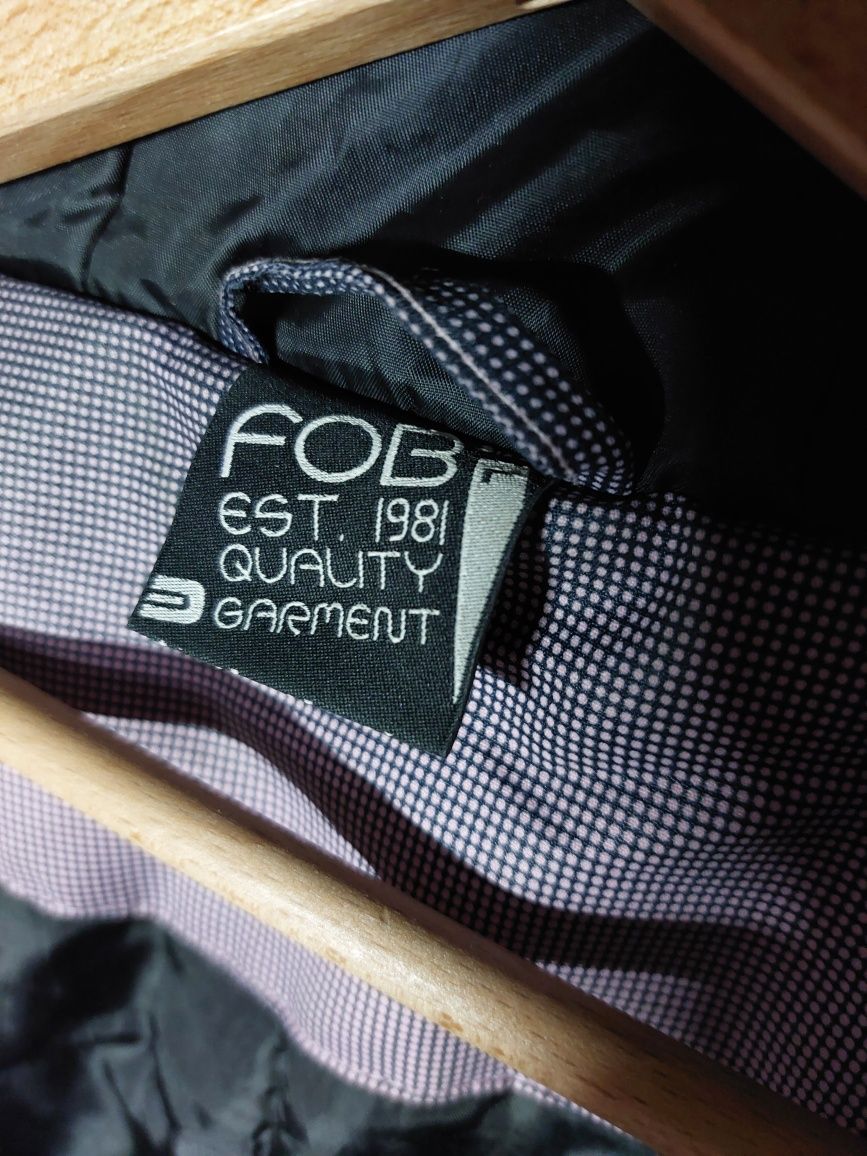 FOB
EST. 1981
QUALITY
GARMENT